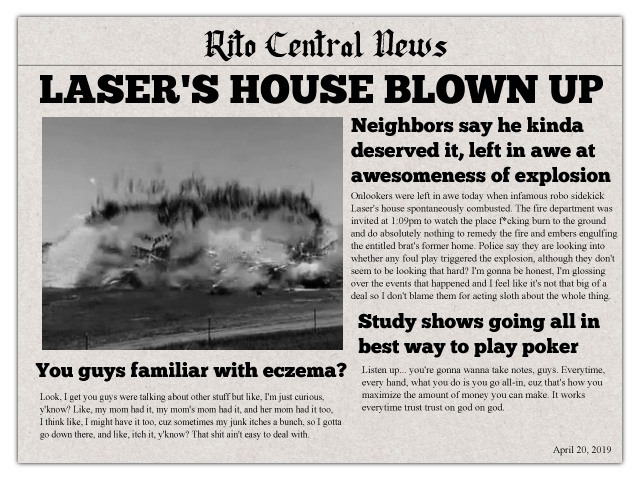 Rito Central News
LASER'S HOUSE BLOWN UP
Neighbors say he kinda
deserved it, left in awe at
awesomeness of explosion
Onlookers were left in awe today when infamous robo sidekick
Laser's house spontaneously combusted. The fire department was
invited at 1:09pm to watch the place f*cking burn to the ground
and do absolutely nothing to remedy the fire and embers engulfing
the entitled brat's former home. Police say they are looking into
whether any foul play triggered the explosion, although they don't
seem to be looking that hard? I'm gonna be honest, I'm glossing
over the events that happened and I feel like it's not that big of a
deal so I don't blame them for acting sloth about the whole thing.
Study shows going all in
best way to play poker
Listen up... you're gonna wanna take notes, guys. Everytime,
every hand, what you do is you go all-in, cuz that's how you
maximize the amount of money you can make. It works
everytime trust trust on god on god.
You guys familiar with eczema?
Look, I get you guys were talking about other stuff but like, I'm just curious,
y'know? Like, my mom had it, my mom's mom had it, and her mom had it too,
I think like, I might have it too, cuz sometimes my junk itches a bunch, so I gotta
go down there, and like, itch it, y'know? That shit ain't easy to deal with.
April 20, 2019